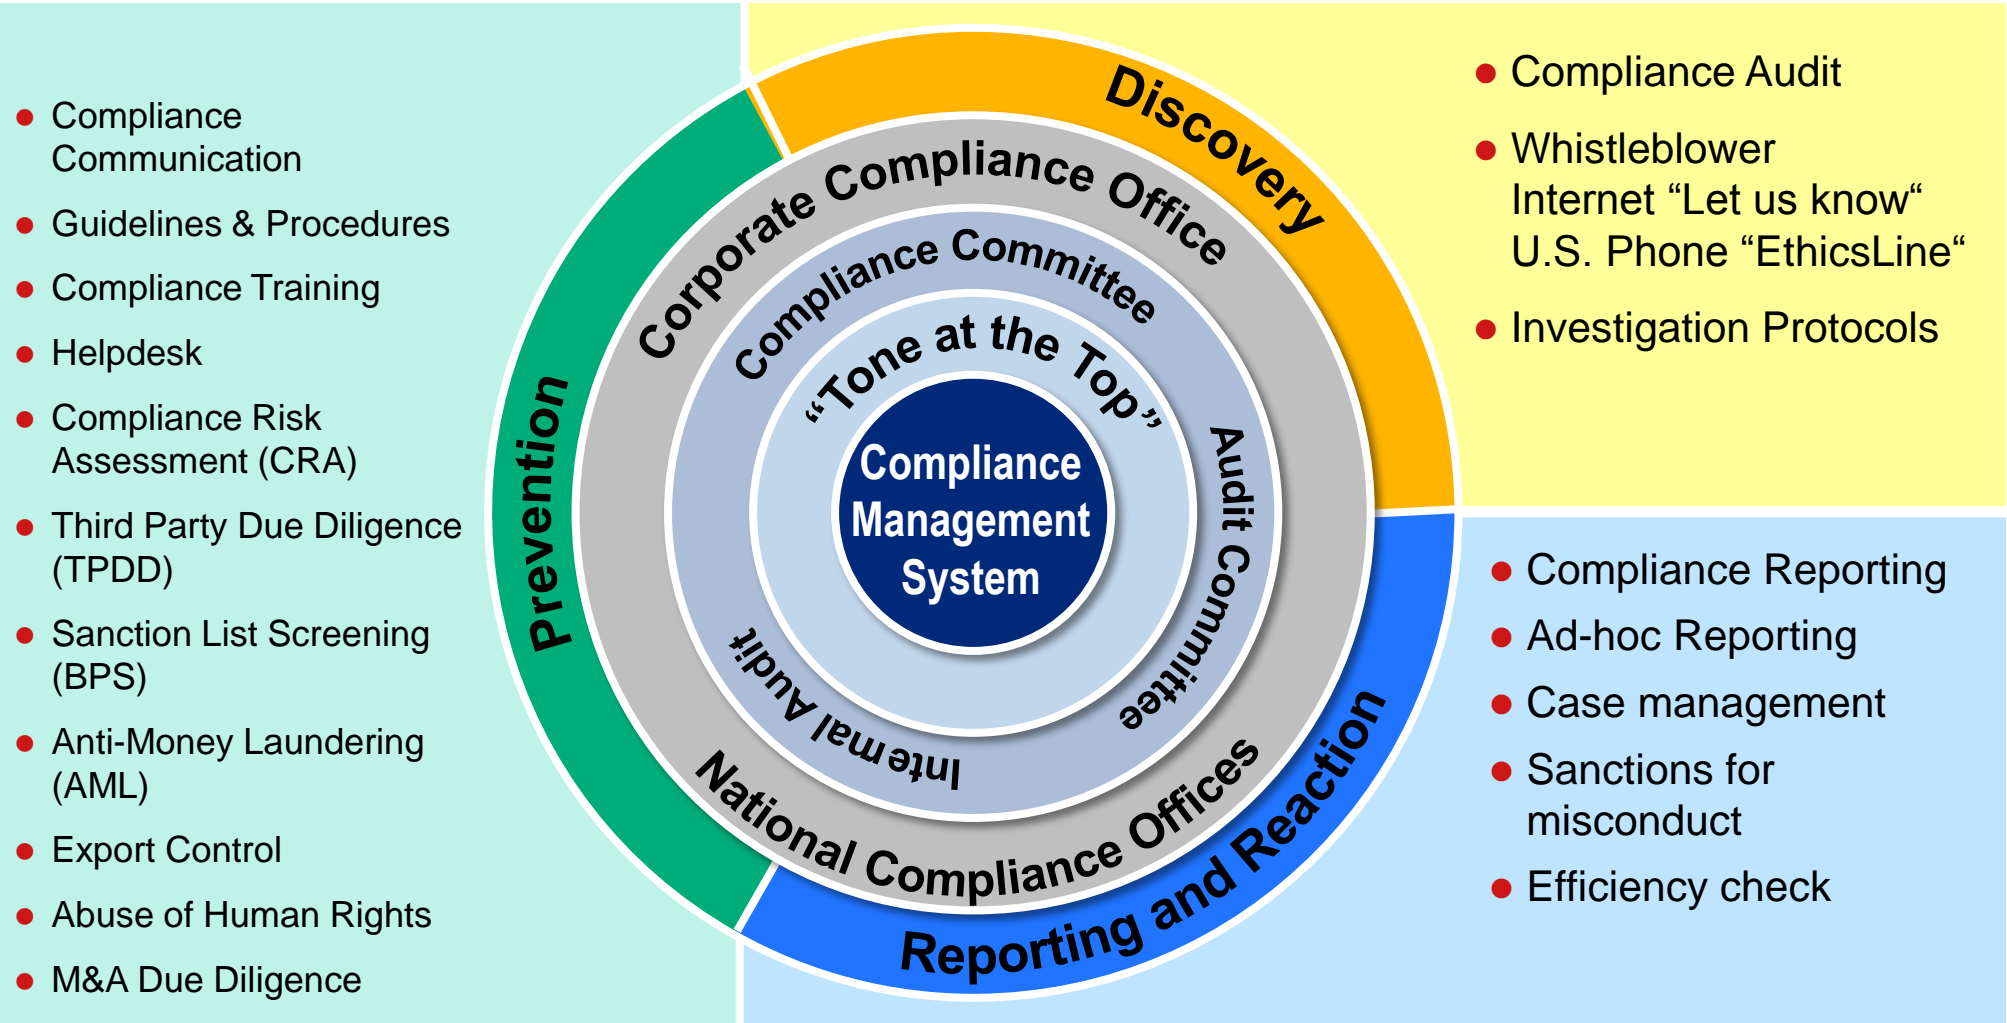 Compliance
Communication
Guidelines & Procedures
Compliance Training
Helpdesk
Compliance Risk
Assessment (CRA)
Third Party Due Diligence
(TPDD)
Sanction List Screening
(BPS)
Anti-Money Laundering
(AML)
Export Control
Abuse of Human Rights
M&A Due Diligence
Prevention
Discovery
Reporting and Reaction
Corporate Compliance Office
National Compliance Offices
Compliance Committee
Audit Committee
Internal Audit
“Tone at the Top”
Compliance
Management
System
Compliance Audit
Whistleblower
Internet “Let us know“
U.S. Phone “EthicsLine“
Investigation Protocols
Compliance Reporting
Ad-hoc Reporting
Case management
Sanctions for
misconduct
Efficiency check